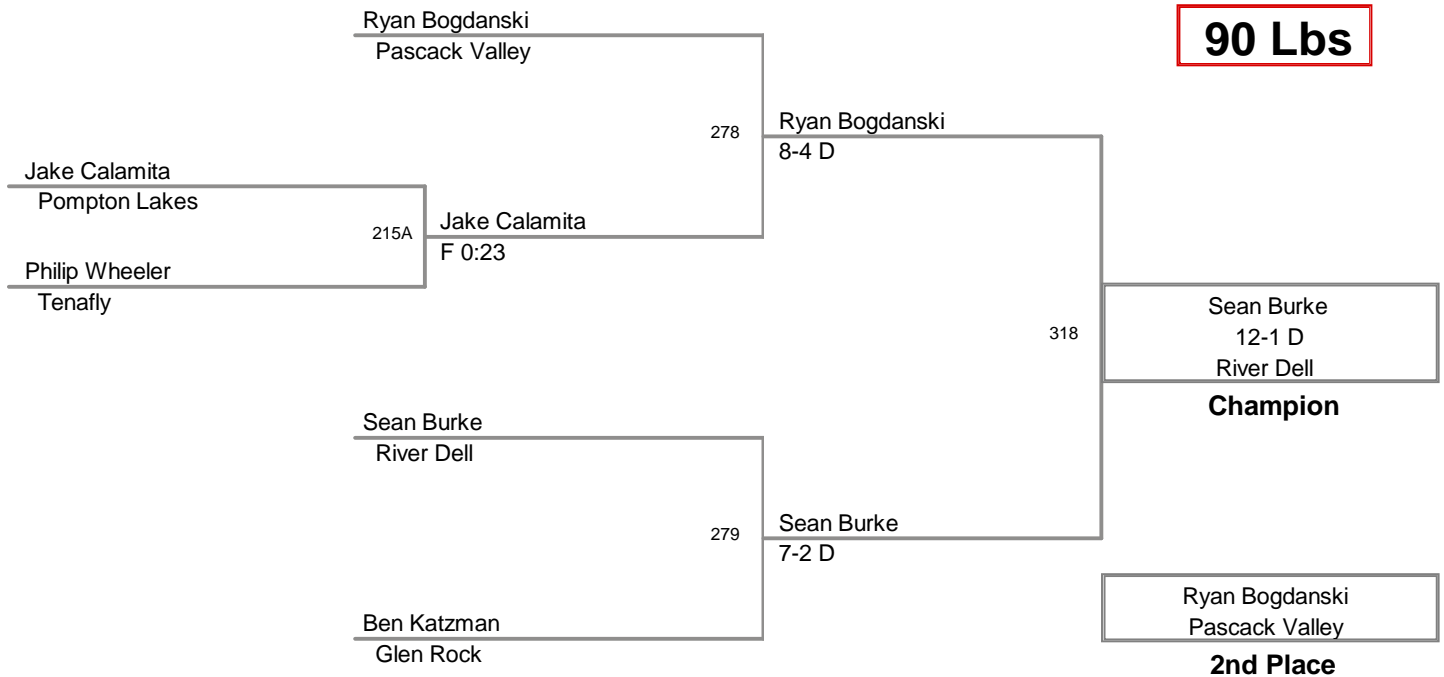 Ryan Bogdanski
Pascack Valley
90 Lbs
278
Ryan Bogdanski
8-4 D
Jake Calamita
Pompton Lakes
215A
Jake Calamita
F 0:23
Philip Wheeler
Tenafly
318
Sean Burke
12-1 D
River Dell
Champion
Sean Burke
River Dell
279
Sean Burke
7-2 D
Ben Katzman
Glen Rock
Ryan Bogdanski
Pascack Valley
2nd Place